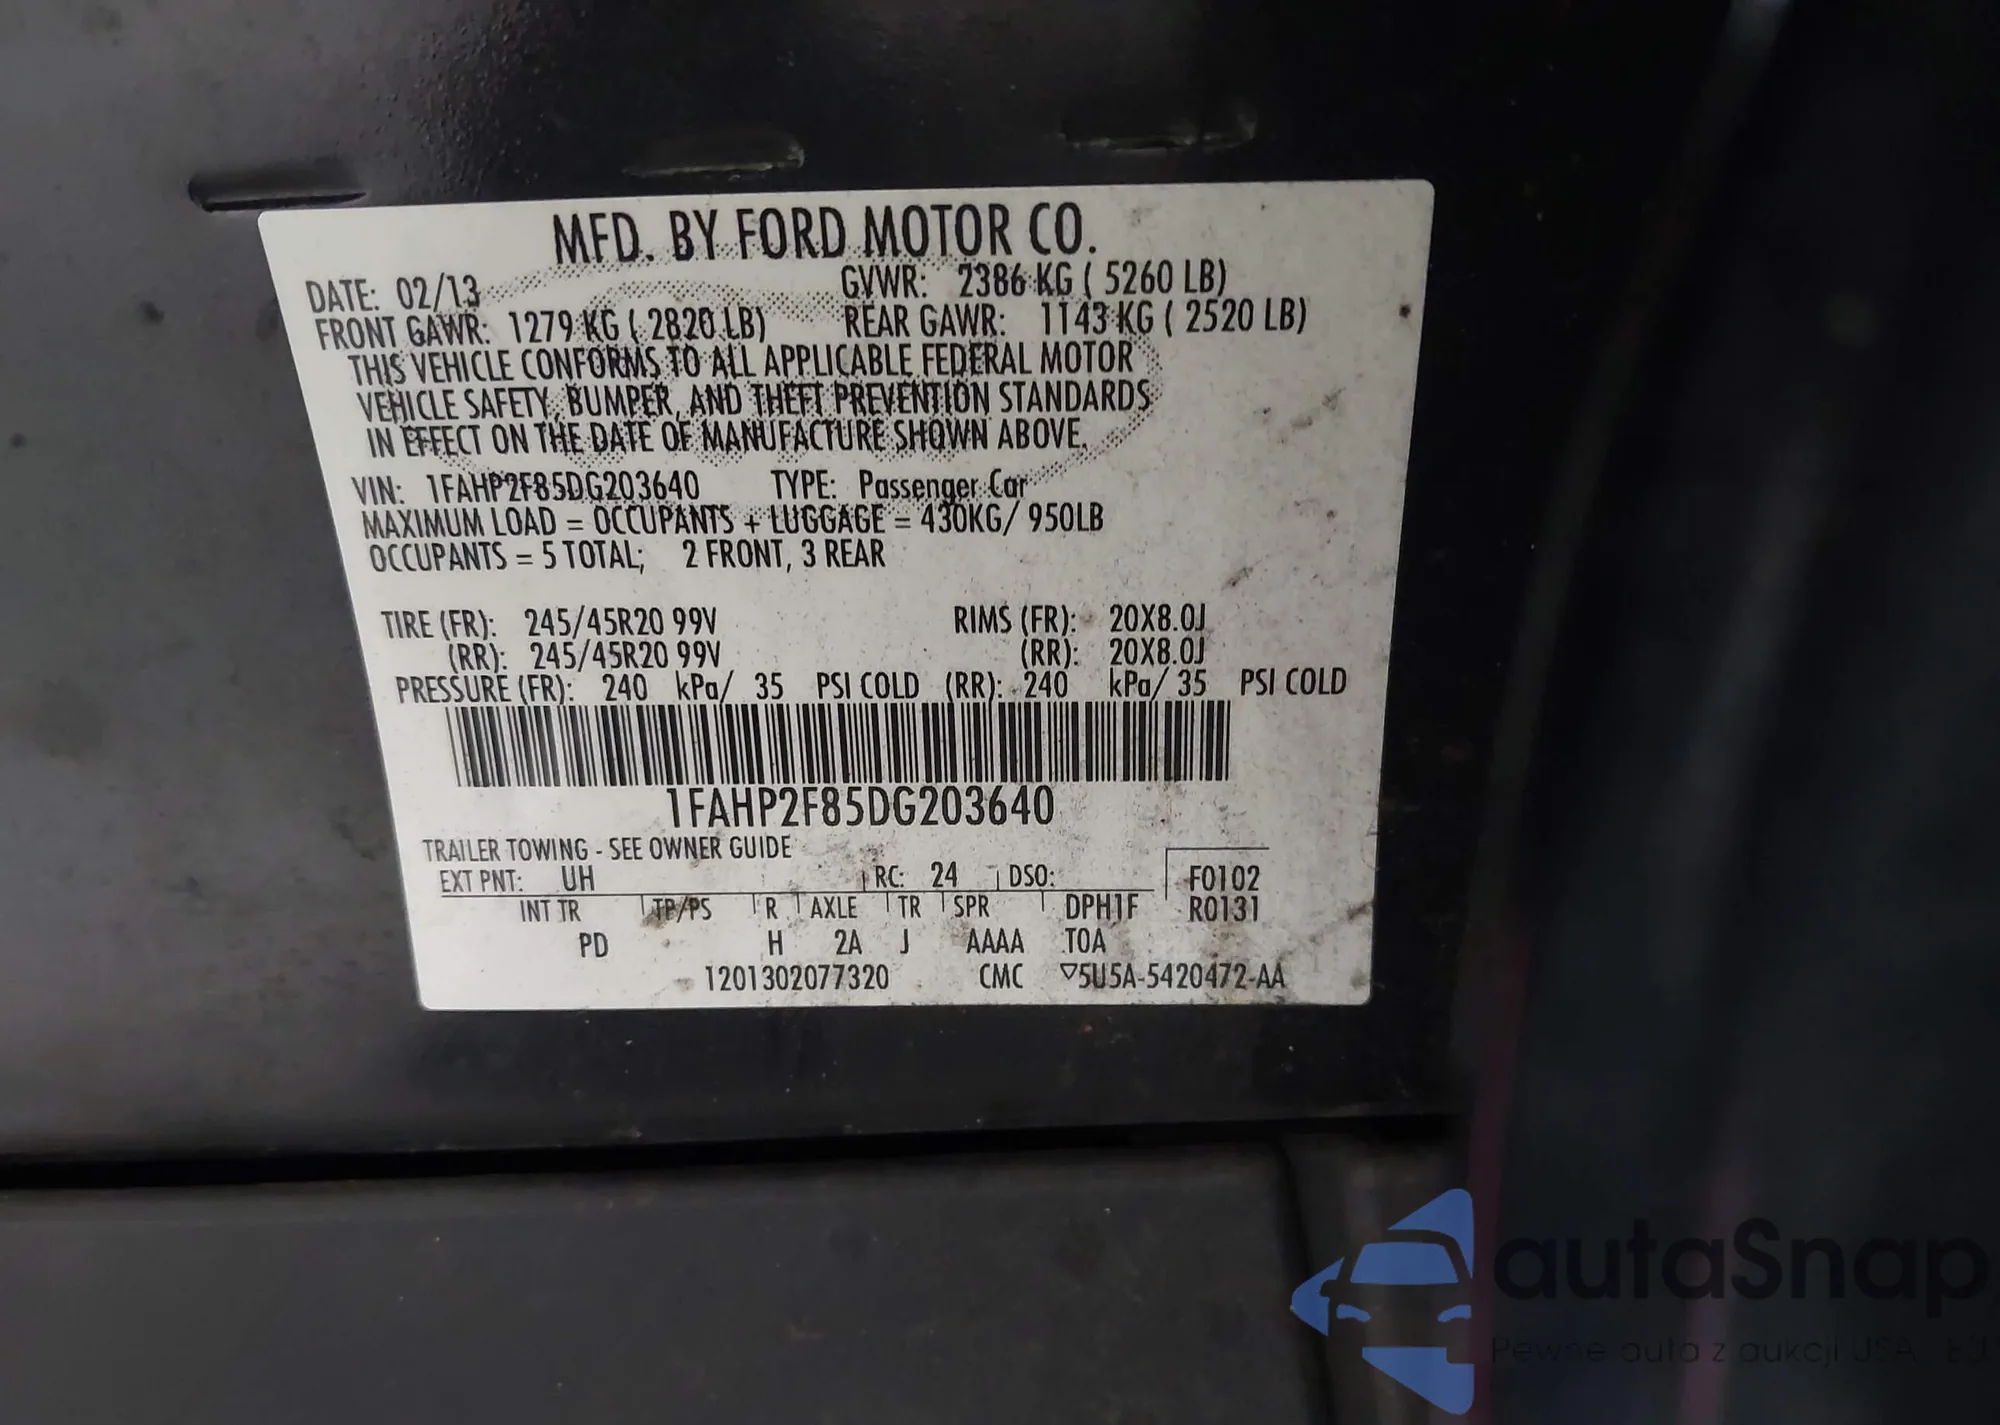 MFD. BY FORD MOTOR CO.
DATE: 02/13 GVWR: 2386 KG ( 5260 LB)
FRONT GAWR: 1279 KG ( 2820 LB) REAR GAWR: 1143 KG ( 2520 LB)
THIS VEHICLE CONFORMS TO ALL APPLICABLE FEDERAL MOTOR
VEHICLE SAFETY, BUMPER, AND THEFT PREVENTION STANDARDS
IN EFFECT ON THE DATE OF MANUFACTURE SHOWN ABOVE.
VIN: 1FAHP2F85DG203640 TYPE: Passenger Car
MAXIMUM LOAD = OCCUPANTS + LUGGAGE = 430KG/ 950LB
OCCUPANTS = 5 TOTAL; 2 FRONT, 3 REAR
TIRE (FR): 245/45R20 99V RIMS (FR): 20X8.0J
(RR): 245/45R20 99V (RR): 20X8.0J
PRESSURE (FR): 240 kPa/ 35 PSI COLD (RR): 240 kPa/ 35 PSI COLD
1FAHP2F85DG203640
TRAILER TOWING - SEE OWNER GUIDE
EXT PNT: UH RC: 24 DSO: F0102
INT TR TP/PS R AXLE TR SPR DPH1F R0131
PD H 2A J AAAA TOA
1201302077320 CMC ▽5U5A-5420472-AA
autaSnap
Pewne auta z aukcji USA, EU